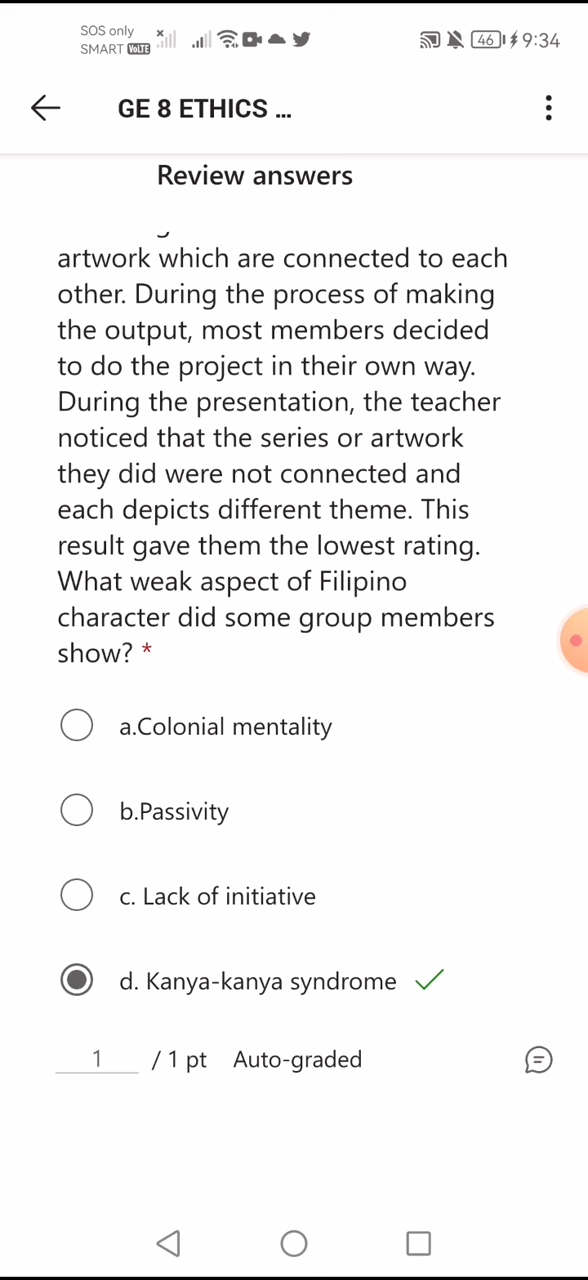 SOS only
SMART VoLTE
46 9:34
GE 8 ETHICS ...
Review answers
artwork which are connected to each
other. During the process of making
the output, most members decided
to do the project in their own way.
During the presentation, the teacher
noticed that the series or artwork
they did were not connected and
each depicts different theme. This
result gave them the lowest rating.
What weak aspect of Filipino
character did some group members
show? *
a.Colonial mentality
b.Passivity
c. Lack of initiative
d. Kanya-kanya syndrome
1 / 1 pt Auto-graded